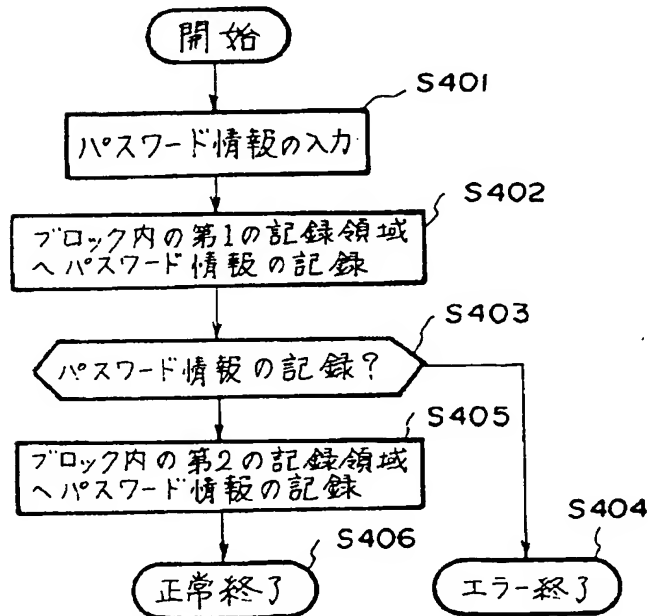 開始
S401
パスワード情報の入力
S402
ブロック内の第1の記録領域
へパスワード情報の記録
S403
パスワード情報の記録?
S405
ブロック内の第2の記録領域
へパスワード情報の記録
S406
正常終了
S404
エラー終了